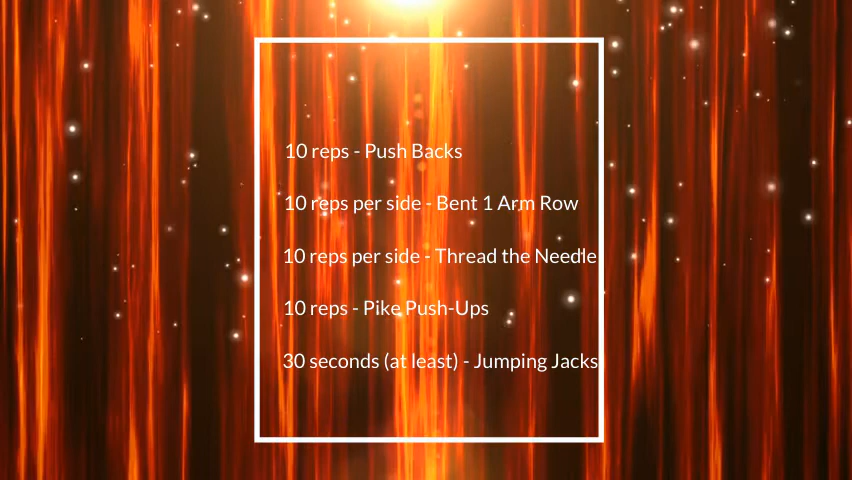 10 reps - Push Backs
10 reps per side - Bent 1 Arm Row
10 reps per side - Thread the Needle
10 reps - Pike Push-Ups
30 seconds (at least) - Jumping Jacks